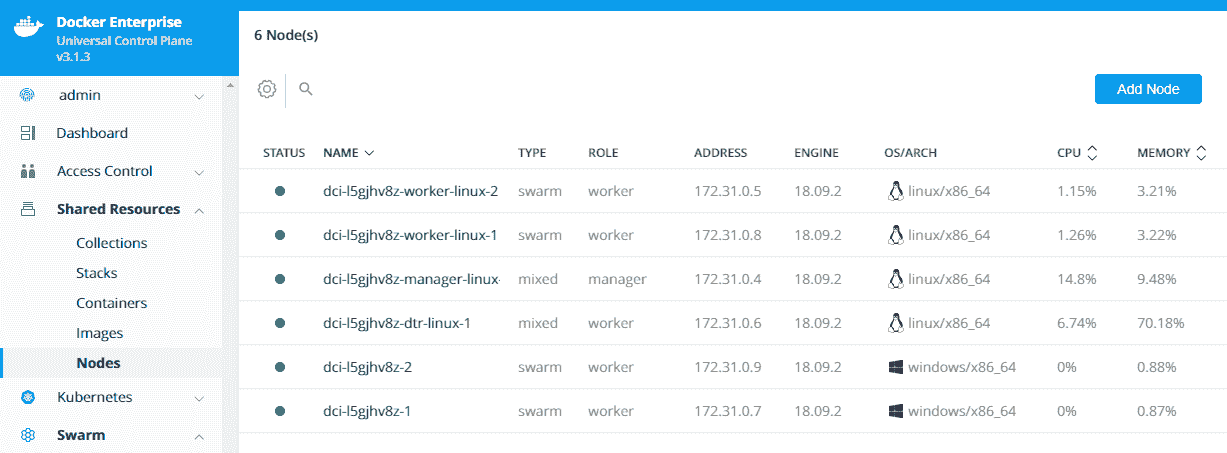 Docker Enterprise
Universal Control Plane
v3.1.3
admin
Dashboard
Access Control
Shared Resources
Collections
Stacks
Containers
Images
Nodes
Kubernetes
Swarm
6 Node(s)
Add Node
STATUS NAME TYPE ROLE ADDRESS ENGINE OS/ARCH CPU MEMORY
dci-l5gjhv8z-worker-linux-2 swarm worker 172.31.0.5 18.09.2 linux/x86_64 1.15% 3.21%
dci-l5gjhv8z-worker-linux-1 swarm worker 172.31.0.8 18.09.2 linux/x86_64 1.26% 3.22%
dci-l5gjhv8z-manager-linux- mixed manager 172.31.0.4 18.09.2 linux/x86_64 14.8% 9.48%
dci-l5gjhv8z-dtr-linux-1 mixed worker 172.31.0.6 18.09.2 linux/x86_64 6.74% 70.18%
dci-l5gjhv8z-2 swarm worker 172.31.0.9 18.09.2 windows/x86_64 0% 0.88%
dci-l5gjhv8z-1 swarm worker 172.31.0.7 18.09.2 windows/x86_64 0% 0.87%